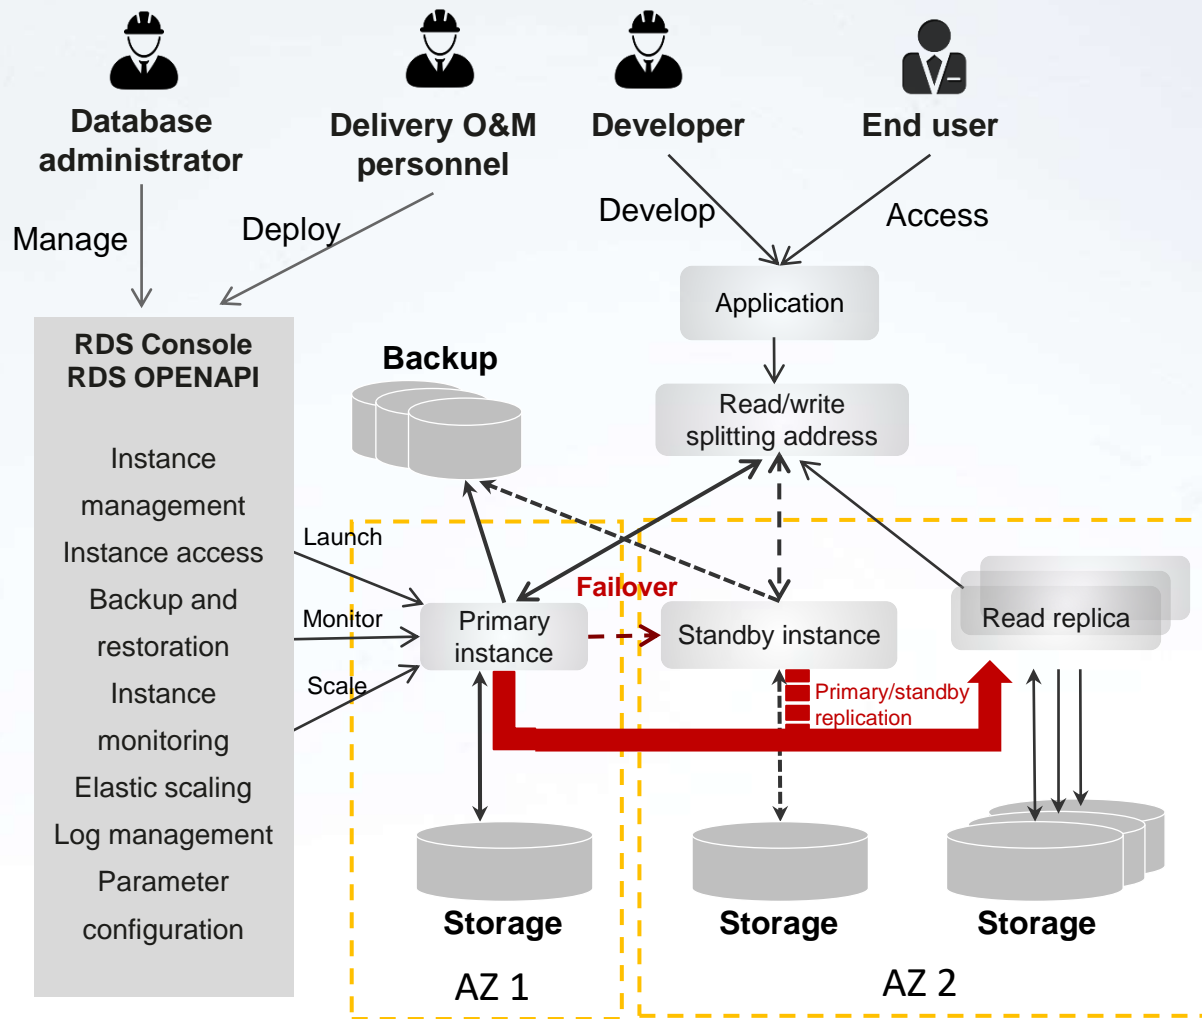 Database
administrator
Delivery O&M
personnel
Developer
End user
Manage
Deploy
Develop
Access
Application
RDS Console
RDS OPENAPI
Instance
management
Instance access
Backup and
restoration
Instance
monitoring
Elastic scaling
Log management
Parameter
configuration
Backup
Read/write
splitting address
Launch
Monitor
Scale
Failover
Primary
instance
Standby instance
Read replica
Primary/standby
replication
Storage
Storage
Storage
AZ 1
AZ 2